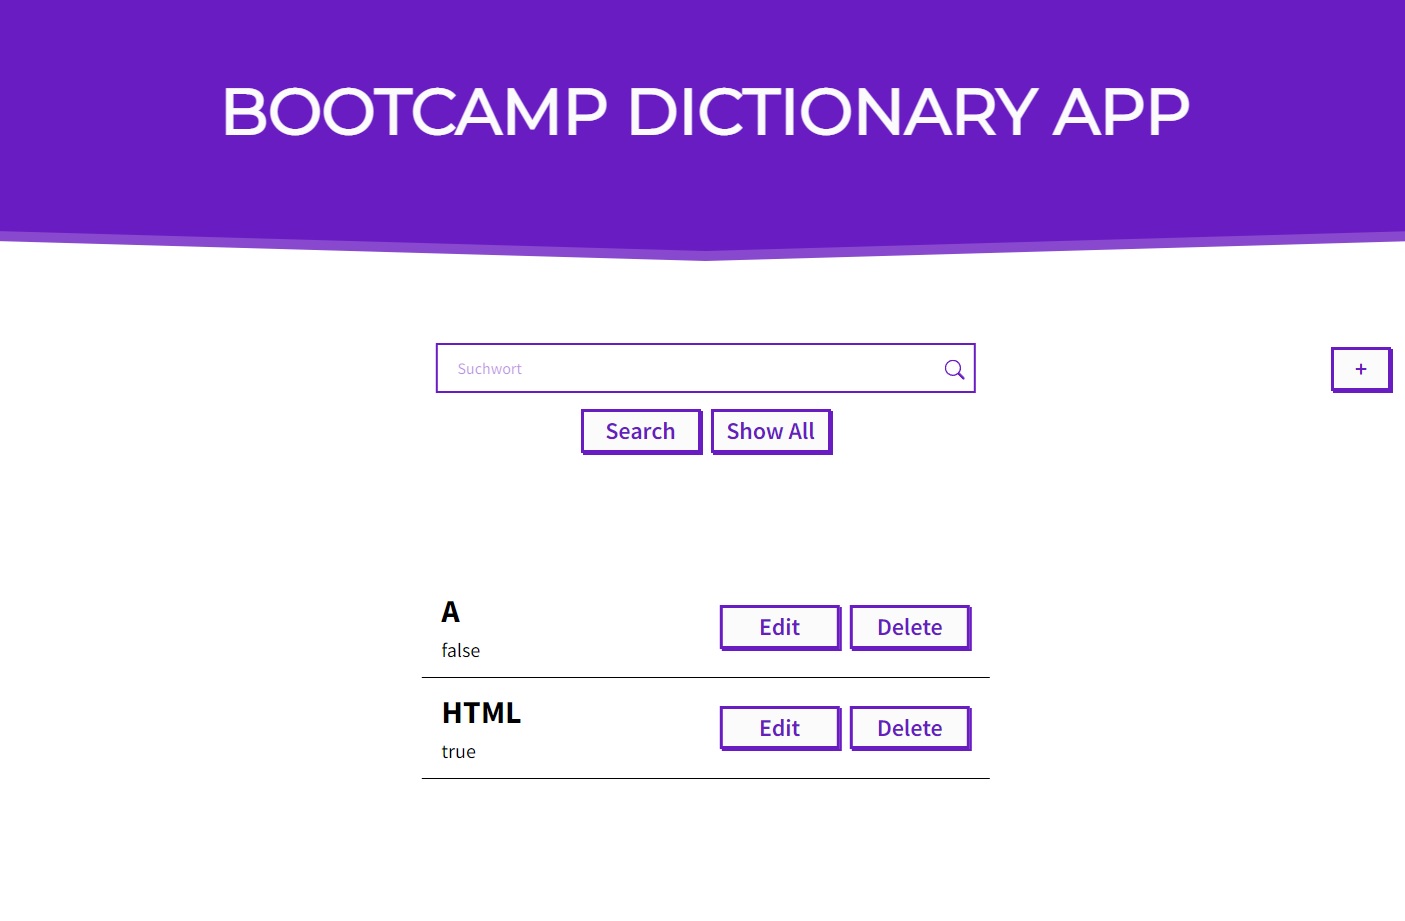 BOOTCAMP DICTIONARY APP
Suchwort
+
Search Show All
A
false
Edit Delete
HTML
true
Edit Delete